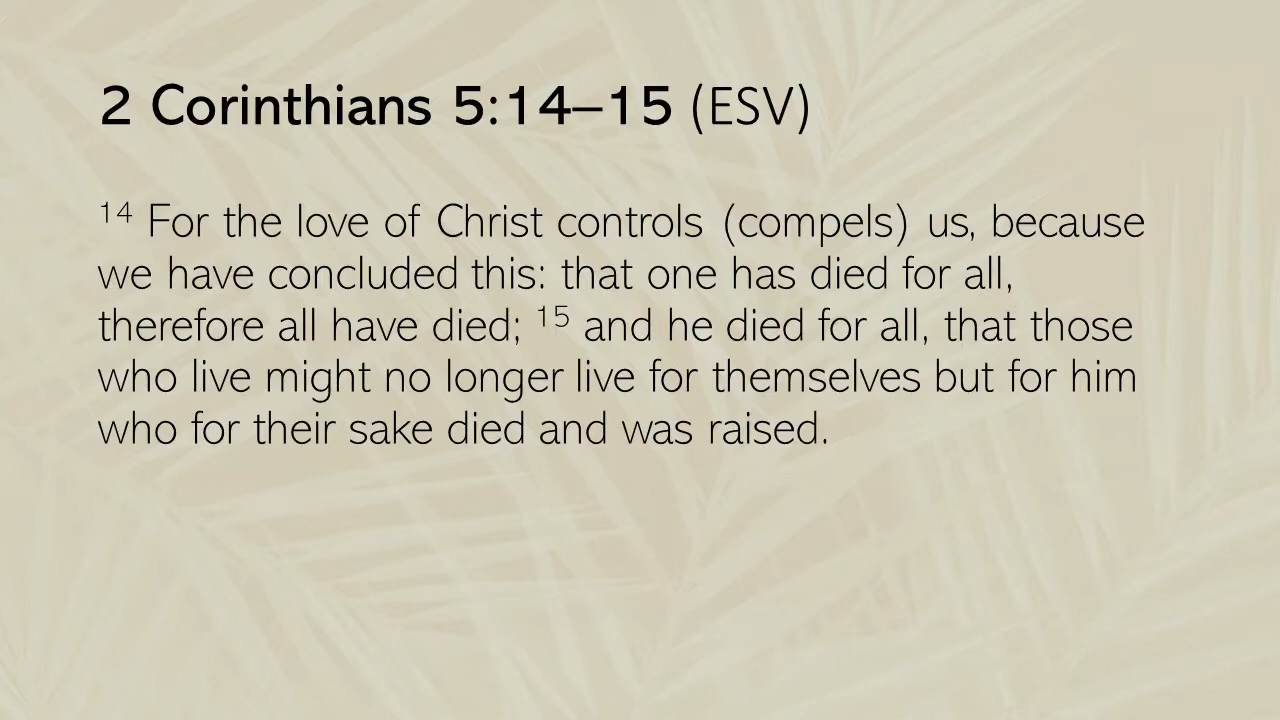 2 Corinthians 5:14–15 (ESV)
14 For the love of Christ controls (compels) us, because
we have concluded this: that one has died for all,
therefore all have died; 15 and he died for all, that those
who live might no longer live for themselves but for him
who for their sake died and was raised.